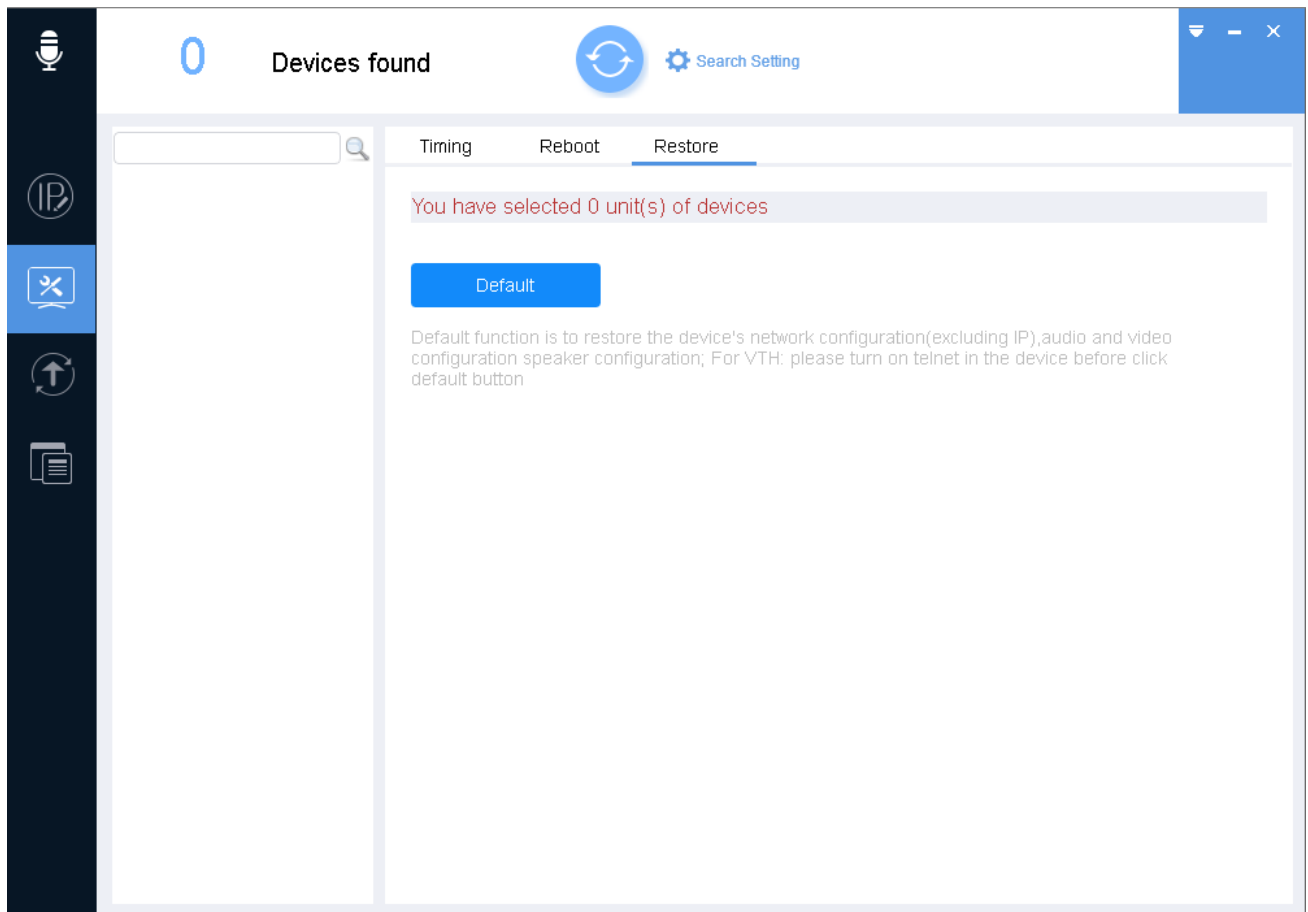 0 Devices found
Search Setting
Timing Reboot Restore
You have selected 0 unit(s) of devices
IP
Default
Default function is to restore the device's network configuration(excluding IP),audio and video
configuration speaker configuration; For VTH: please turn on telnet in the device before click
default button